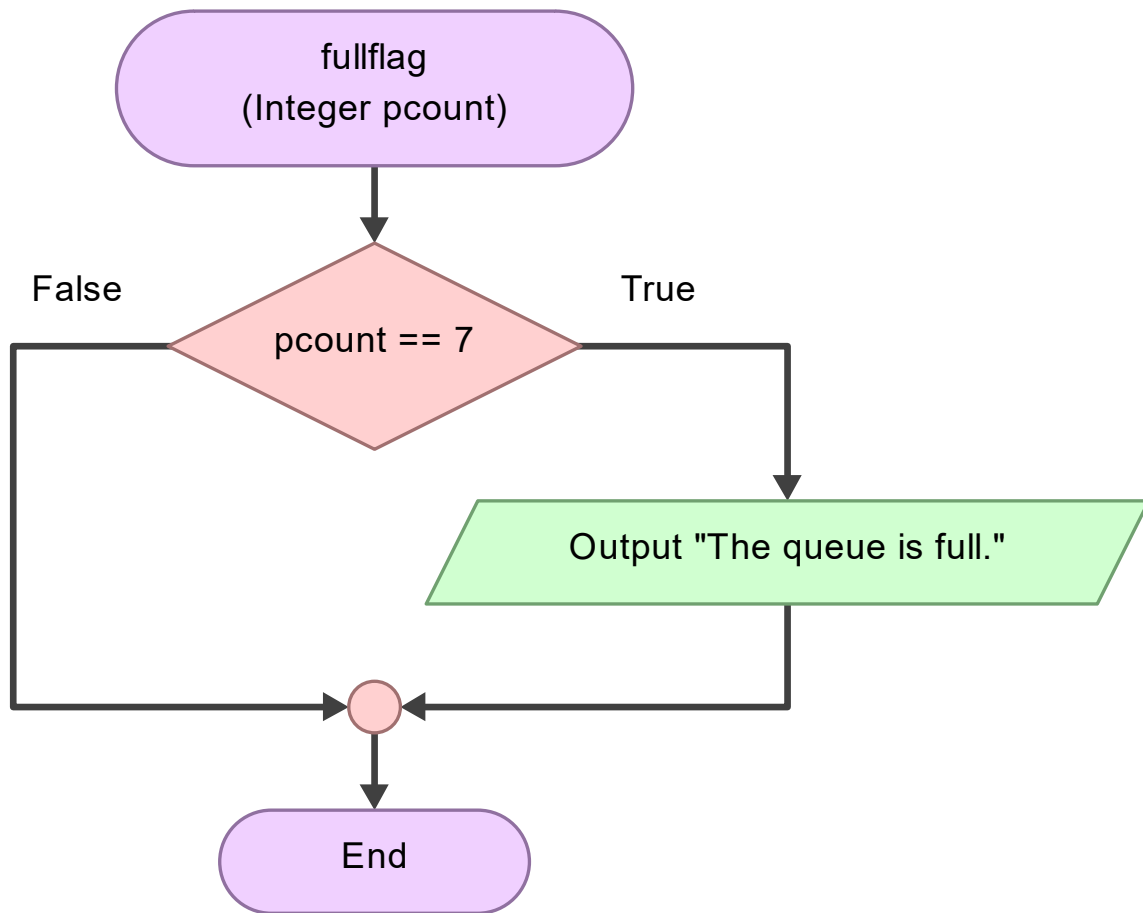 fullflag
(Integer pcount)
False
True
pcount == 7
Output "The queue is full."
End